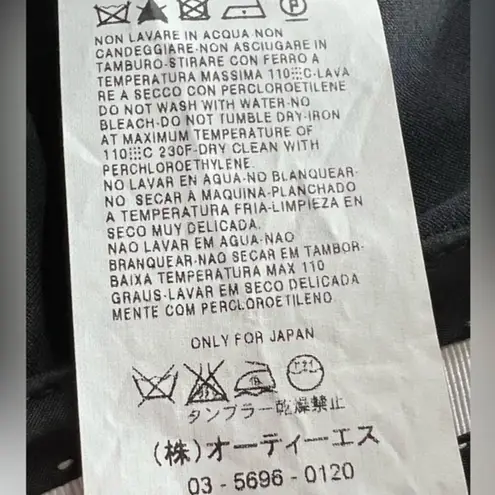 P
NON LAVARE IN ACQUA-NON
CANDEGGIARE-NON ASCIUGARE IN
TAMBURO-STIRARE CON FERRO A
TEMPERATURA MASSIMA 110░C-LAVA
RE A SECCO CON PERCLOROETILENE
DO NOT WASH WITH WATER-NO
BLEACH-DO NOT TUMBLE DRY-IRON
AT MAXIMUM TEMPERATURE OF
110░C 230F-DRY CLEAN WITH
PERCHLOROETHYLENE.
NO LAVAR EN AGUA-NO BLANQUEAR-
NO SECAR À MAQUINA-PLANCHADO
A TEMPERATURA FRIA-LIMPIEZA EN
SECO MUY DELICADA.
NAO LAVAR EM AGUA-NAO
BRANQUEAR-NAO SECAR EM TAMBOR-
BAIXA TEMPERATURA MAX 110
GRAUS-LAVAR EM SECO DELICADA
MENTE COM PERCLOROETILENO.
ONLY FOR JAPAN
タンブラー乾燥禁止
(株)オーディーエス
03-5696-0120